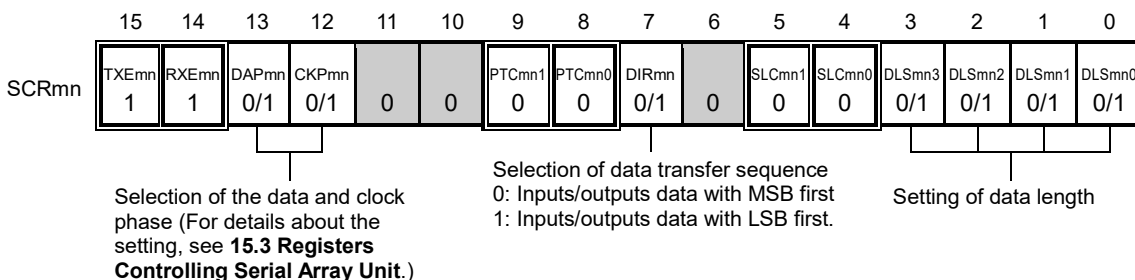 15 14 13 12 11 10 9 8 7 6 5 4 3 2 1 0
SCRmn
TXEmn RXEmn DAPmn CKPmn PTCmn1 PTCmn0 DIRmn SLCmn1 SLCmn0 DLSmn3 DLSmn2 DLSmn1 DLSmn0
1 1 0/1 0/1 0 0 0 0 0/1 0 0 0 0/1 0/1 0/1 0/1
Selection of the data and clock
phase (For details about the
setting, see 15.3 Registers
Controlling Serial Array Unit.)
Selection of data transfer sequence
0: Inputs/outputs data with MSB first
1: Inputs/outputs data with LSB first.
Setting of data length